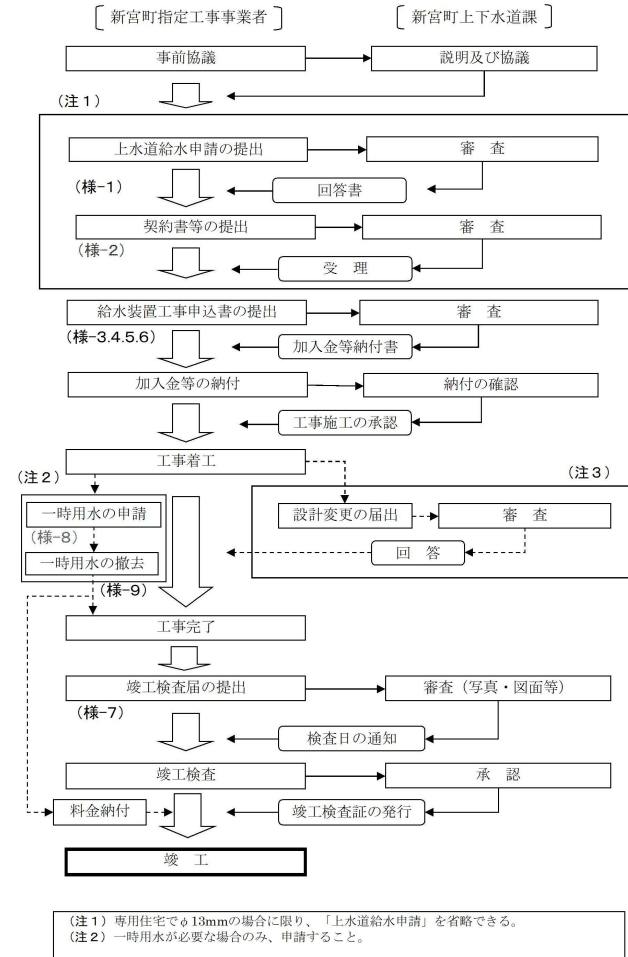 新宮町指定工事事業者 新宮町上下水道課
事前協議 説明及び協議
（注１）
上水道給水申請の提出 審 査
（様-1） 回答書
契約書等の提出 審 査
（様-2）
受 理
給水装置工事申込書の提出 審 査
（様-3.4.5.6） 加入金等納付書
加入金等の納付 納付の確認
工事施工の承認
工事着工
（注２） （注３）
一時用水の申請 設計変更の届出 審 査
（様-8）
一時用水の撤去 回 答
（様-9）
工事完了
竣工検査届の提出 審査（写真・図面等）
（様-7）
検査日の通知
竣工検査 承 認
料金納付 竣工検査証の発行
竣 工
（注１）専用住宅でφ13mmの場合に限り、「上水道給水申請」を省略できる。
（注２）一時用水が必要な場合のみ、申請すること。